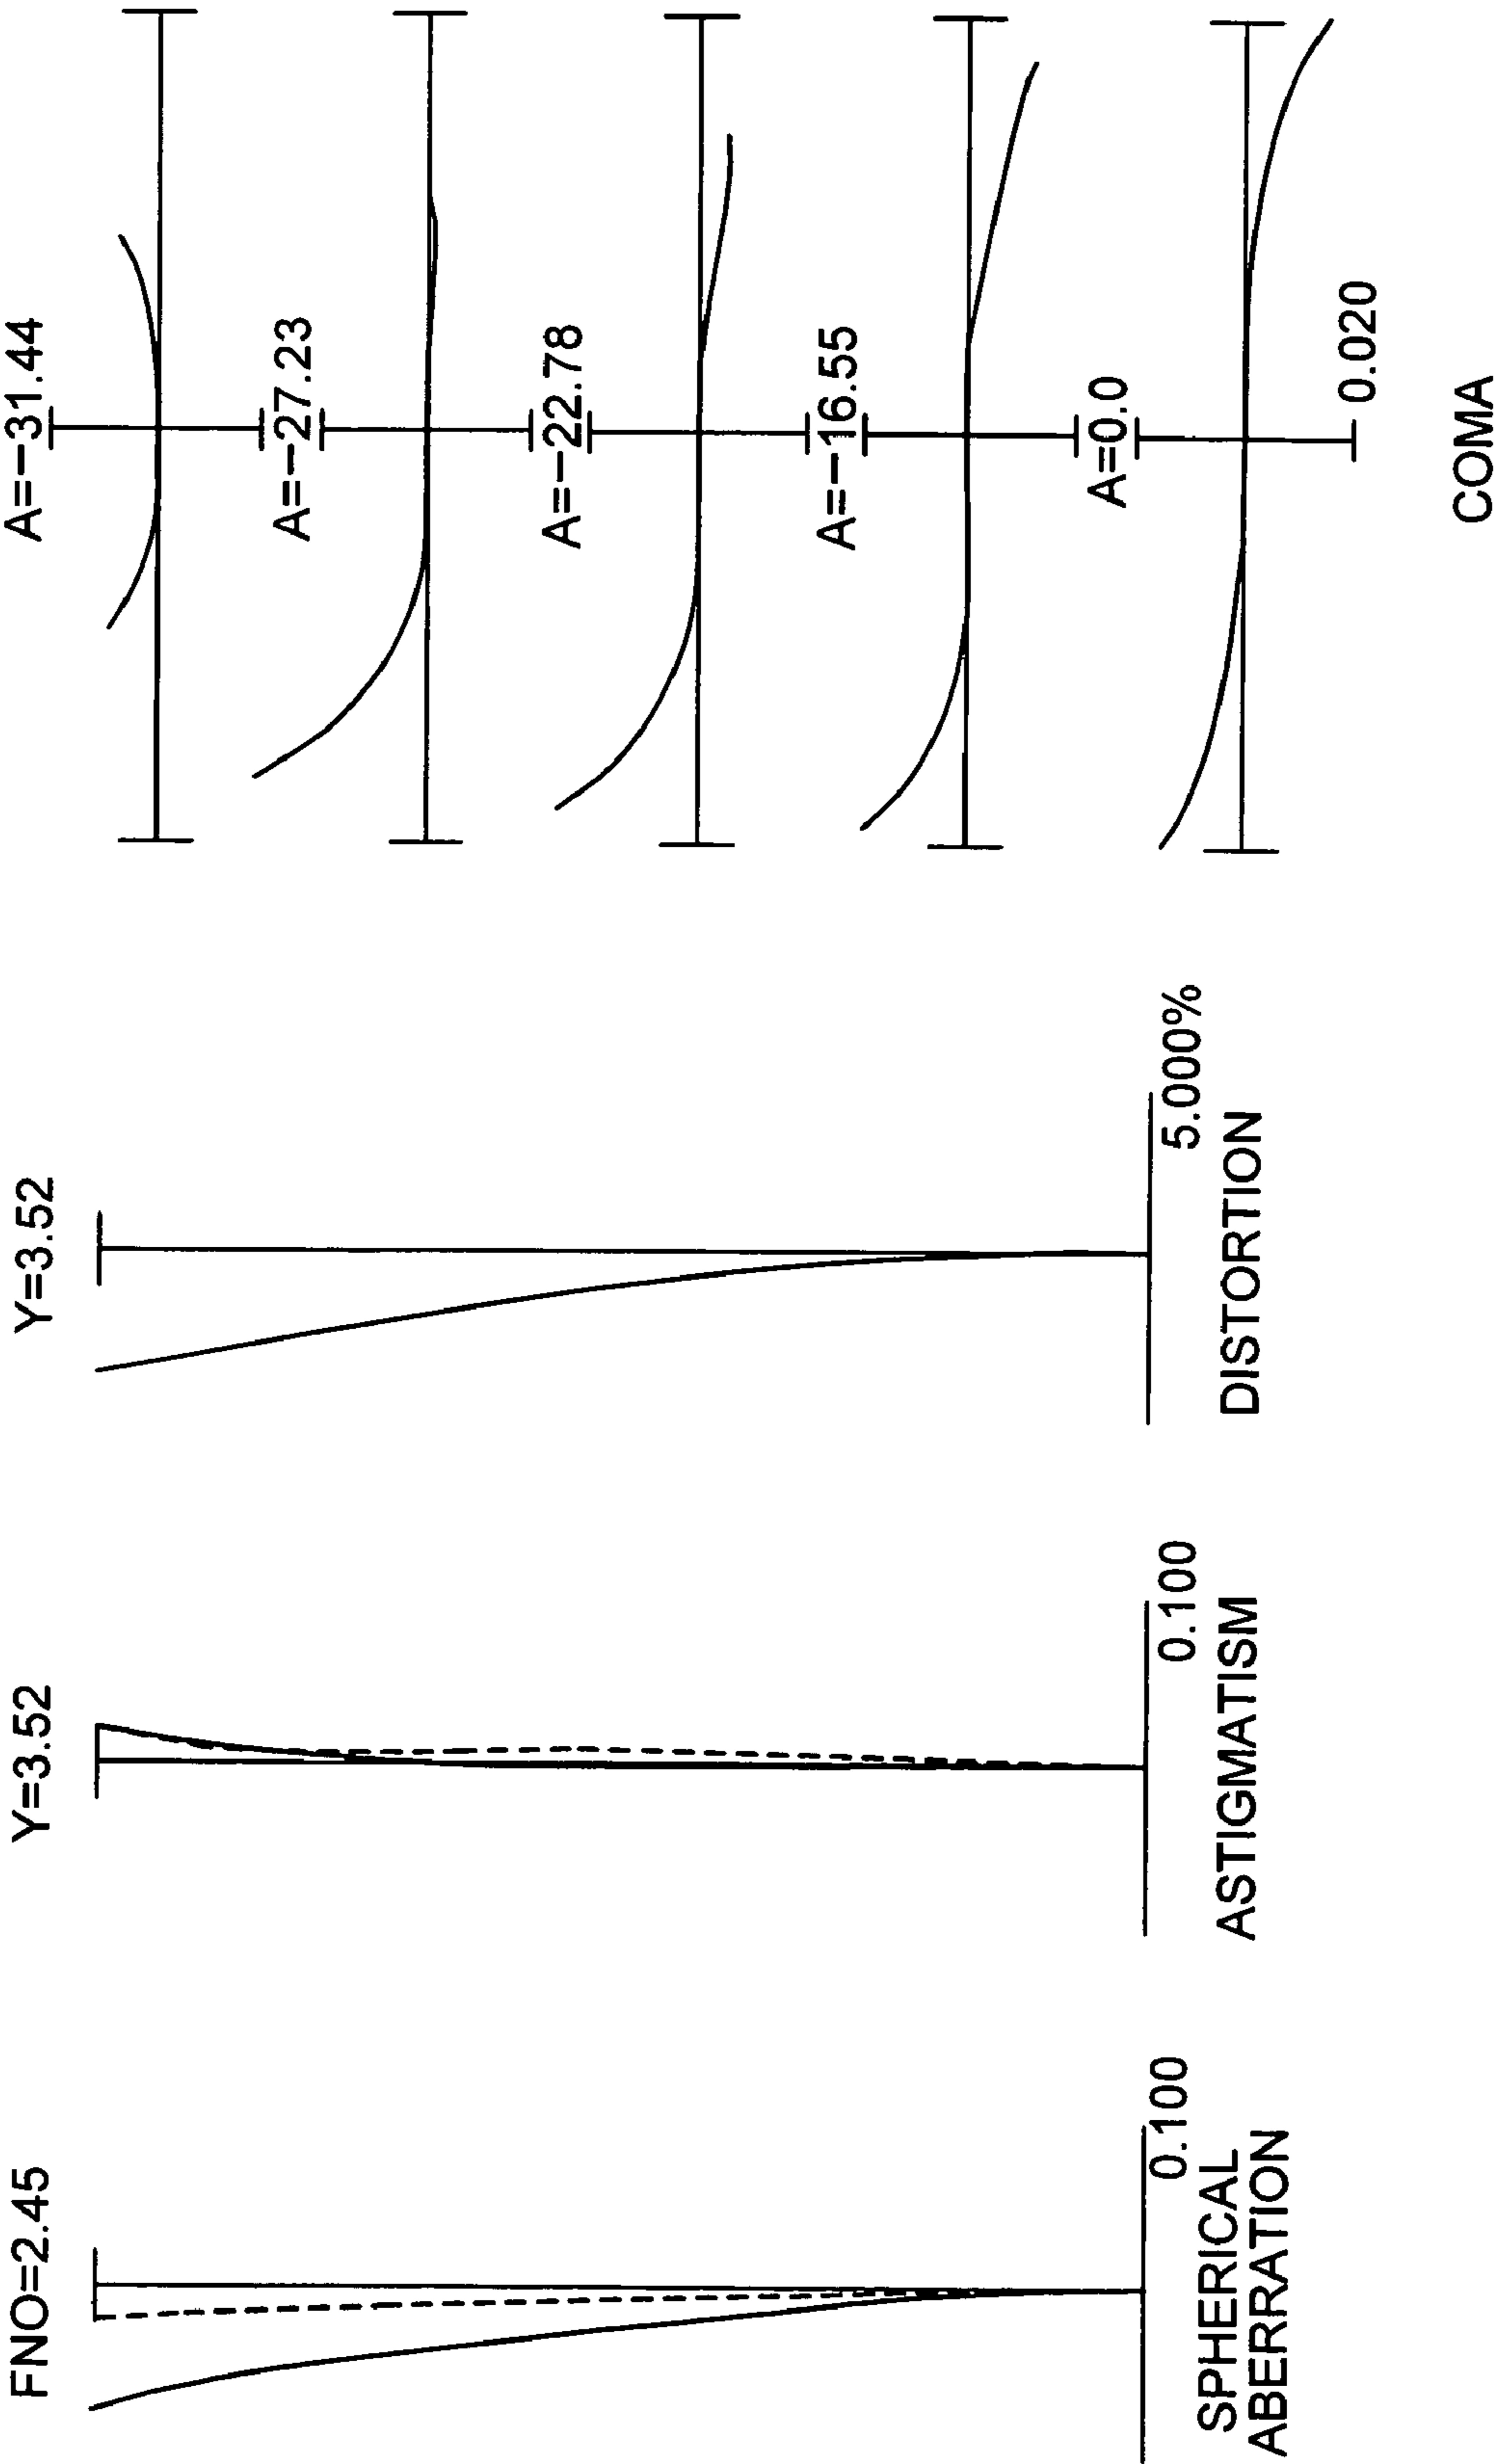 FNO=2.45
0.100
SPHERICAL
ABERRATION
Y=3.52
0.100
ASTIGMATISM
Y=3.52
5.000%
DISTORTION
A=-31.44
A=-27.23
A=-22.78
A=-16.55
A=0.0
0.020
COMA